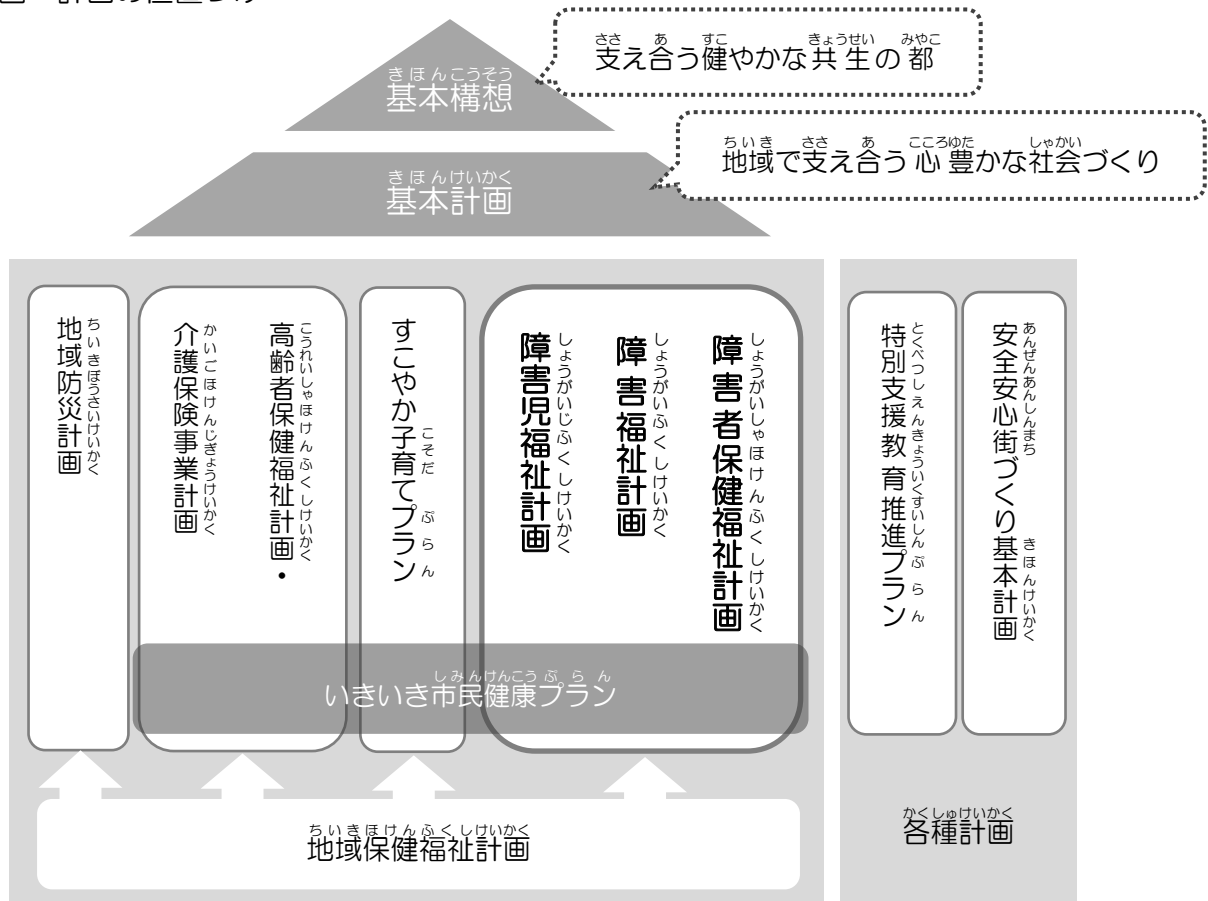 基本構想
支え合う健やかな共生の都
基本計画
地域で支え合う心豊かな社会づくり
地域防災計画
介護保険事業計画
高齢者保健福祉計画・
すこやか子育てプラン
障害児福祉計画
障害福祉計画
障害者保健福祉計画
特別支援教育推進プラン
安全安心街づくり基本計画
いきいき市民健康プラン
地域保健福祉計画
各種計画